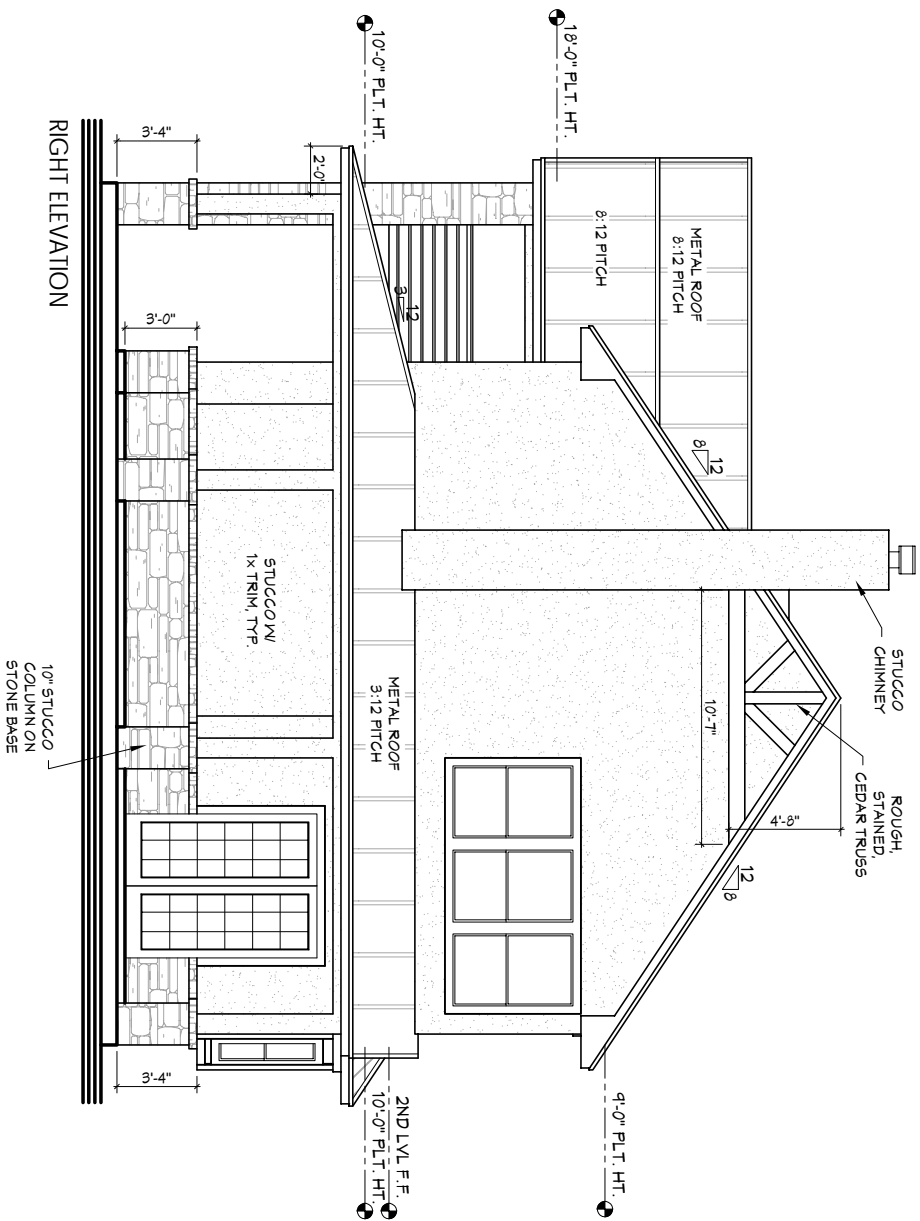 STUCCO
CHIMNEY
ROUGH,
STAINED,
CEDAR TRUSS
METAL ROOF
8:12 PITCH
8:12 PITCH
12
8
4'-8"
12
8
10'-7"
18'-0" PLT. HT.
9'-0" PLT. HT.
12
3
METAL ROOF
3:12 PITCH
2ND LVL F.F.
10'-0" PLT. HT.
10'-0" PLT. HT.
2'-0"
STUCCO W/
1x TRIM, TYP.
3'-4"
3'-0"
3'-4"
10" STUCCO
COLUMN ON
STONE BASE
RIGHT ELEVATION